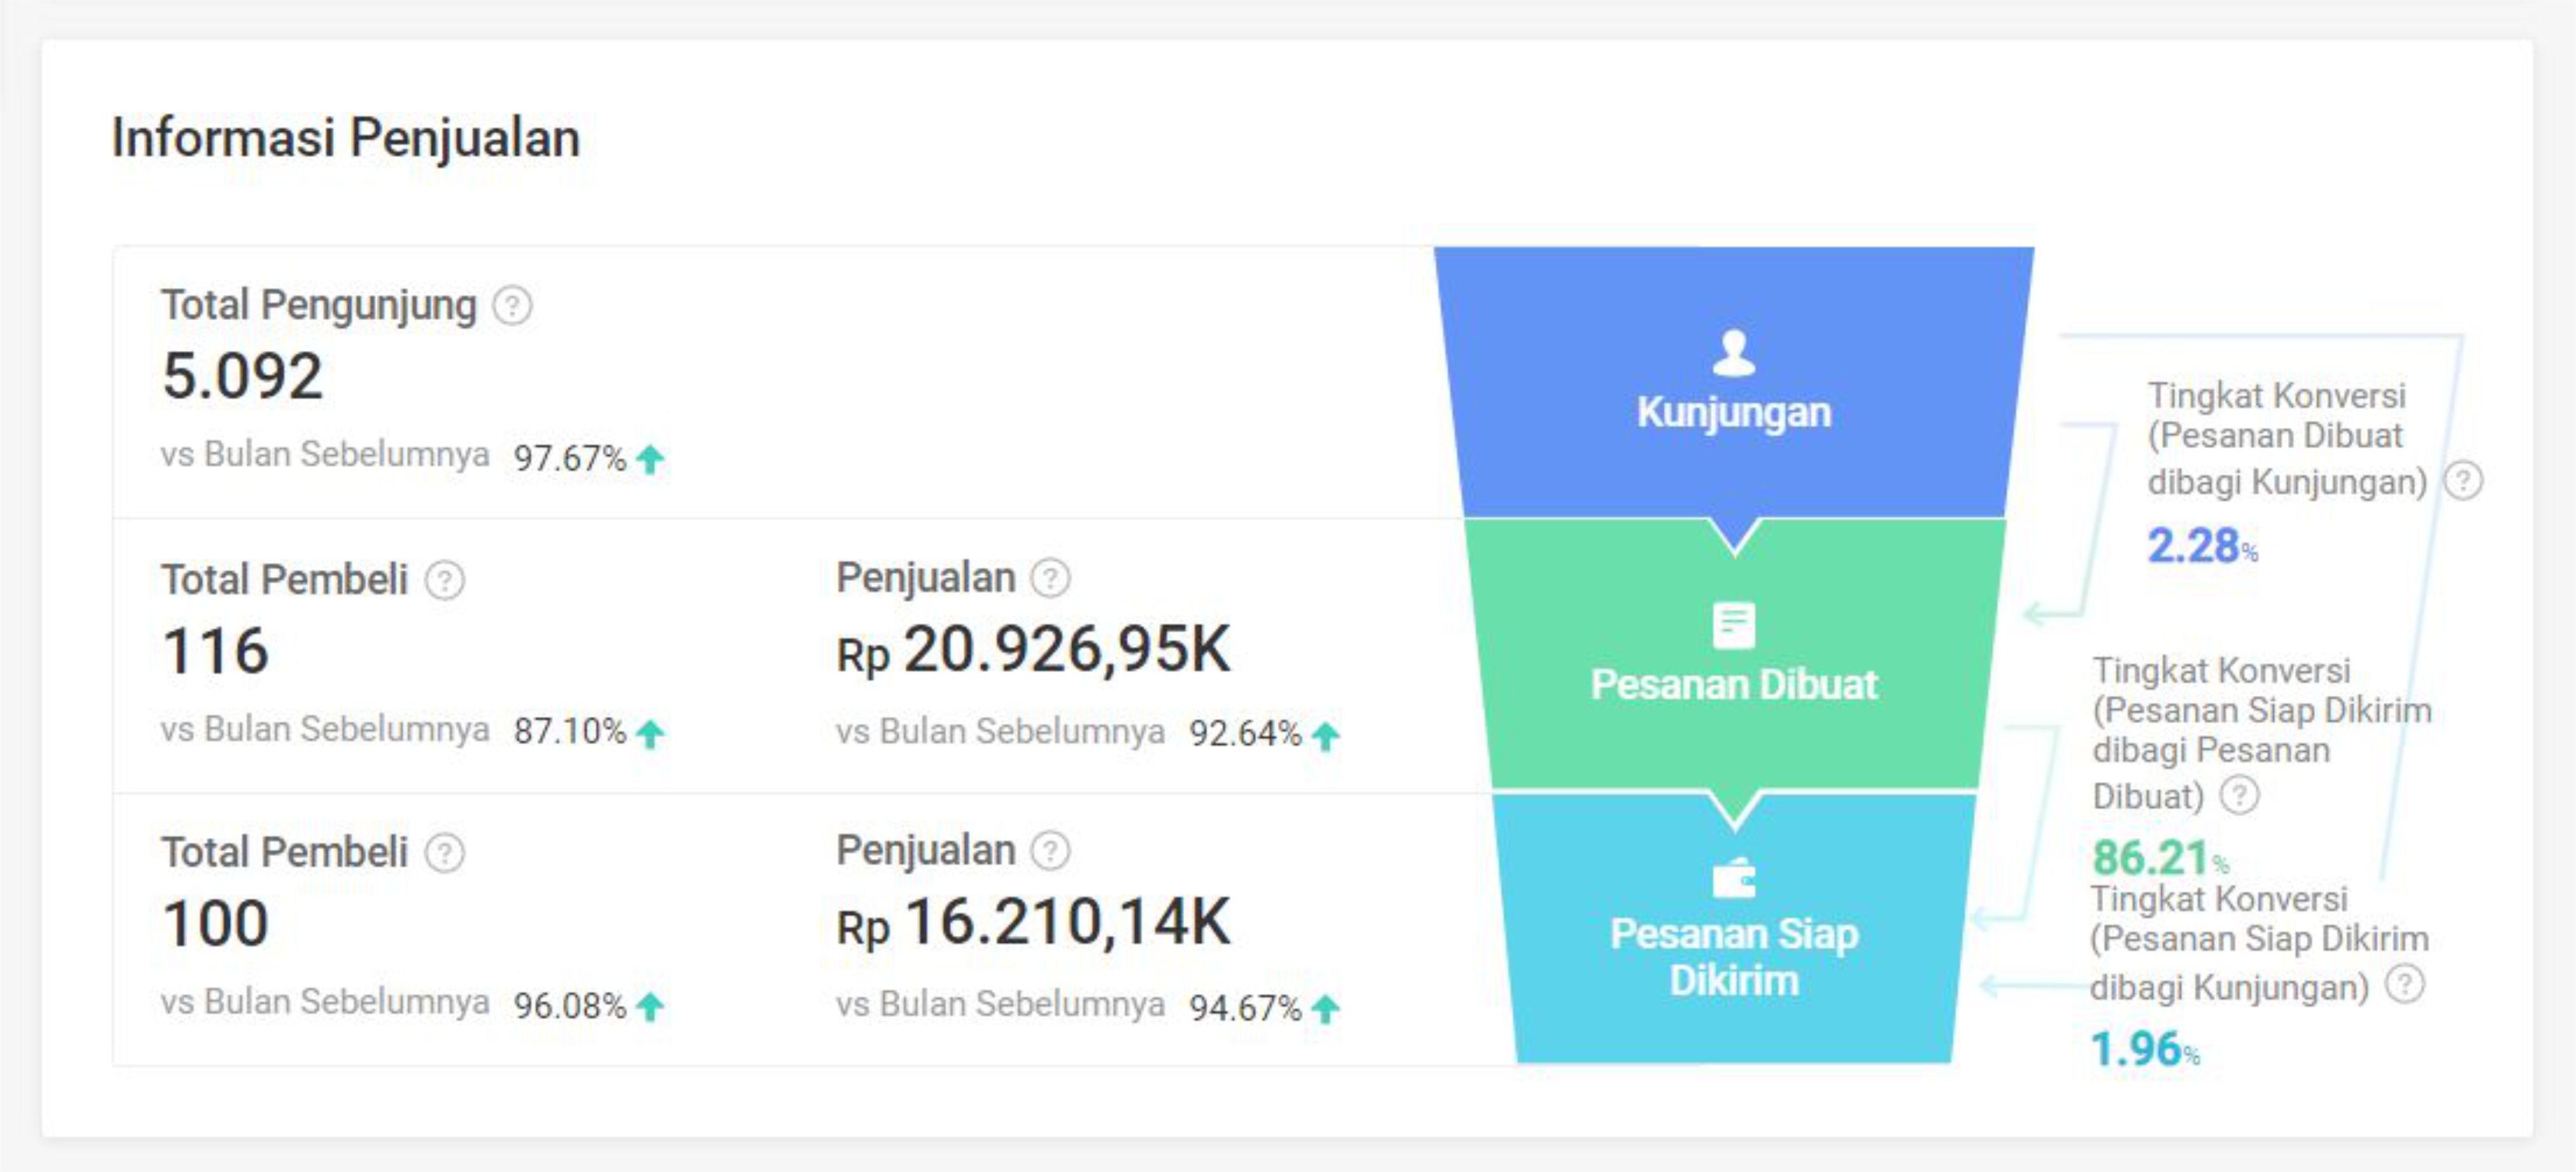 Informasi Penjualan
Total Pengunjung ?
5.092
vs Bulan Sebelumnya 97.67%
Total Pembeli ?
116
vs Bulan Sebelumnya 87.10%
Penjualan ?
Rp 20.926,95K
vs Bulan Sebelumnya 92.64%
Total Pembeli ?
100
vs Bulan Sebelumnya 96.08%
Penjualan ?
Rp 16.210,14K
vs Bulan Sebelumnya 94.67%
Kunjungan
Pesanan Dibuat
Pesanan Siap
Dikirim
Tingkat Konversi
(Pesanan Dibuat
dibagi Kunjungan) ?
2.28%
Tingkat Konversi
(Pesanan Siap Dikirim
dibagi Pesanan
Dibuat) ?
86.21%
Tingkat Konversi
(Pesanan Siap Dikirim
dibagi Kunjungan) ?
1.96%